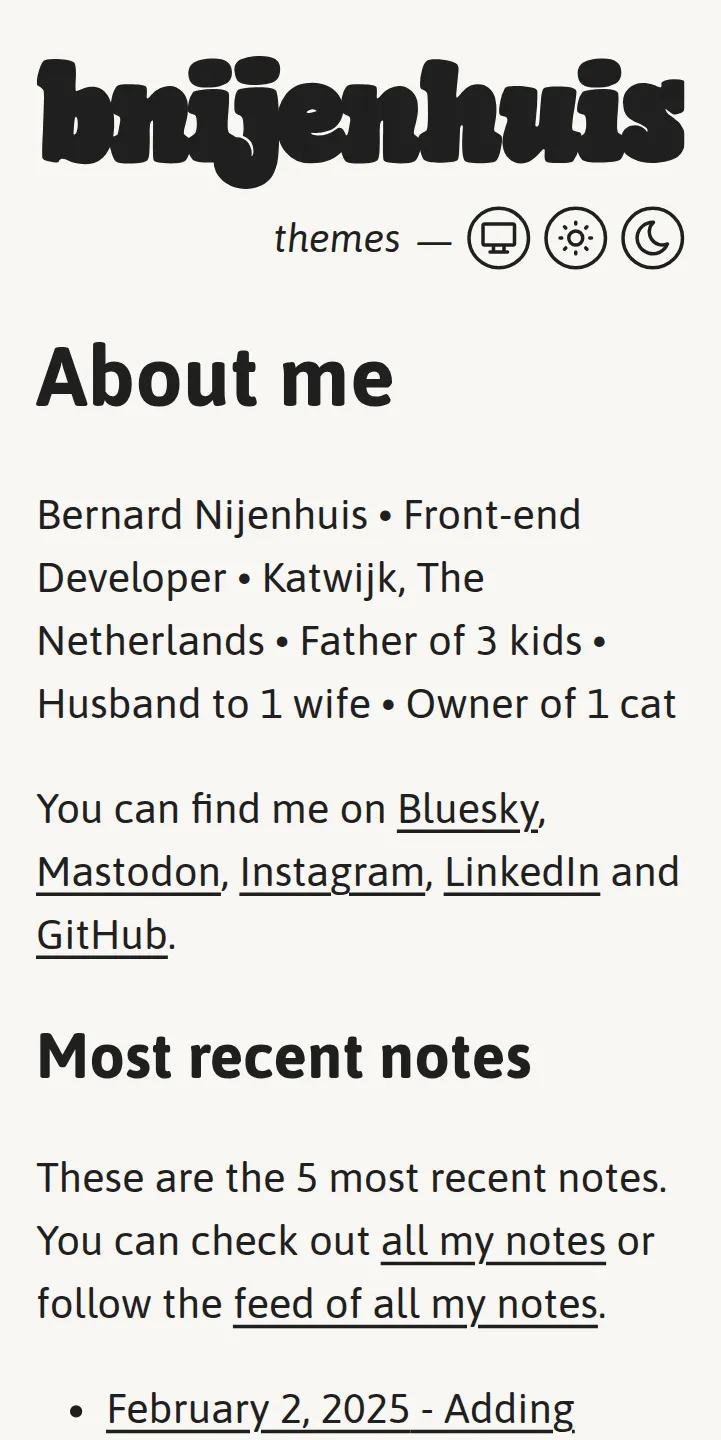 bnijenhuis
themes —
About me
Bernard Nijenhuis • Front-end
Developer • Katwijk, The
Netherlands • Father of 3 kids •
Husband to 1 wife • Owner of 1 cat
You can find me on Bluesky,
Mastodon, Instagram, LinkedIn and
GitHub.
Most recent notes
These are the 5 most recent notes.
You can check out all my notes or
follow the feed of all my notes.
• February 2, 2025 - Adding